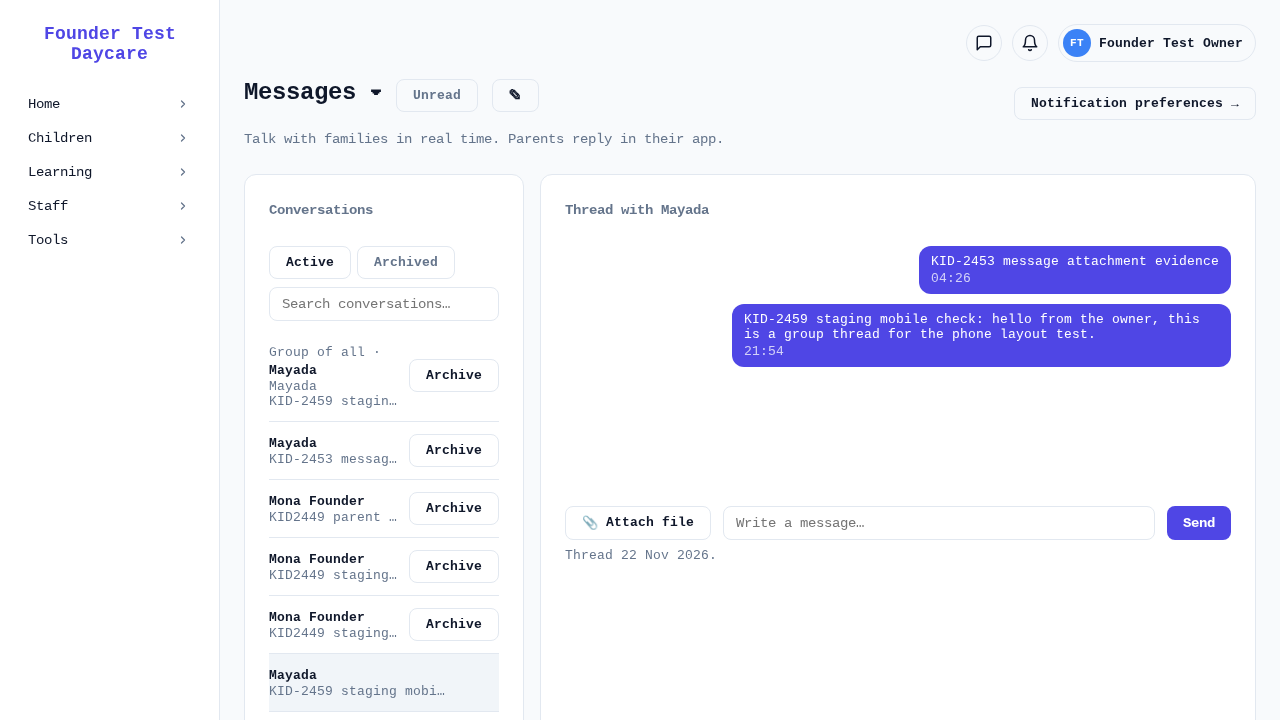 Founder Test
Daycare
Home
Children
Learning
Staff
Tools
FT
Founder Test Owner
Messages
Unread
Notification preferences →
Talk with families in real time. Parents reply in their app.
Conversations
Active
Archived
Search conversations…
Group of all ·
Mayada
Mayada
KID-2459 stagin…
Archive
Mayada
KID-2453 messag…
Archive
Mona Founder
KID2449 parent …
Archive
Mona Founder
KID2449 staging…
Archive
Mona Founder
KID2449 staging…
Archive
Mayada
KID-2459 staging mobi…
Thread with Mayada
KID-2453 message attachment evidence
04:26
KID-2459 staging mobile check: hello from the owner, this
is a group thread for the phone layout test.
21:54
📎 Attach file
Write a message…
Send
Thread 22 Nov 2026.